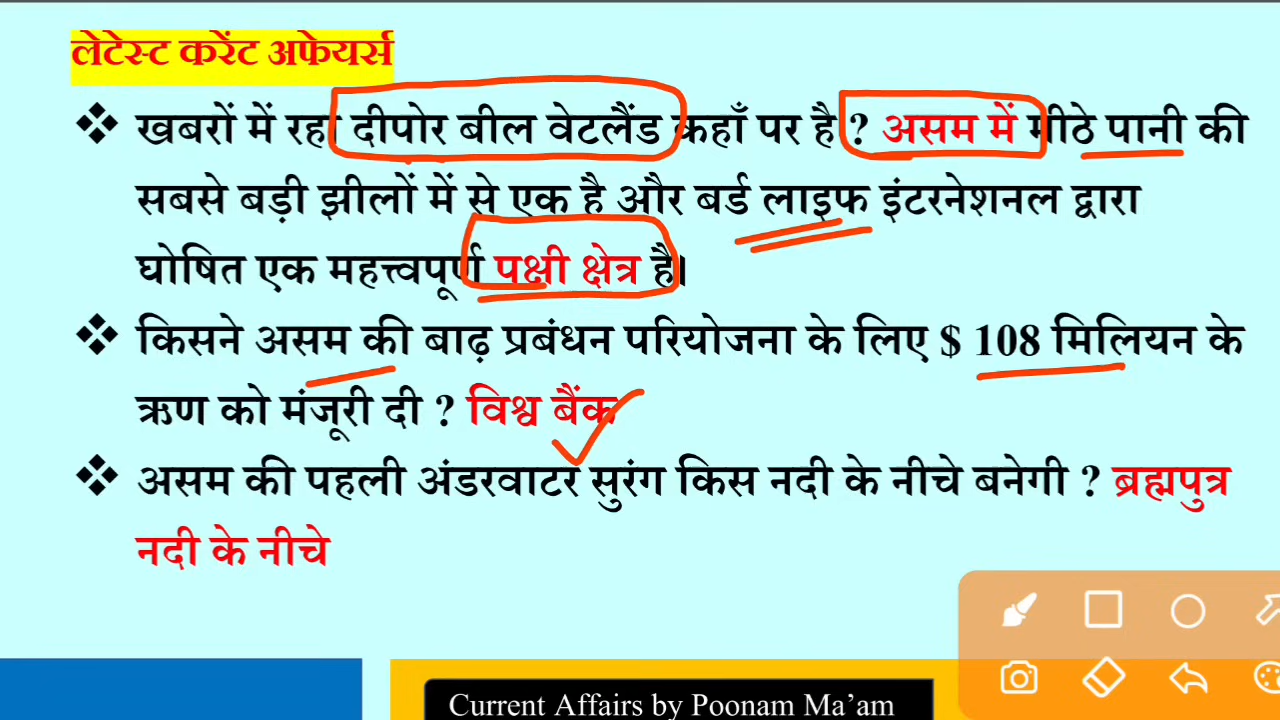 लेटेस्ट करेंट अफेयर्स
❖ खबरों में रहा दीपोर बील वेटलैंड कहाँ पर है ? असम में मीठे पानी की
सबसे बड़ी झीलों में से एक है और बर्ड लाइफ इंटरनेशनल द्वारा
घोषित एक महत्त्वपूर्ण पक्षी क्षेत्र है।
❖ किसने असम की बाढ़ प्रबंधन परियोजना के लिए $ 108 मिलियन के
ऋण को मंजूरी दी ? विश्व बैंक
❖ असम की पहली अंडरवाटर सुरंग किस नदी के नीचे बनेगी ? ब्रह्मपुत्र
नदी के नीचे
Current Affairs by Poonam Ma’am